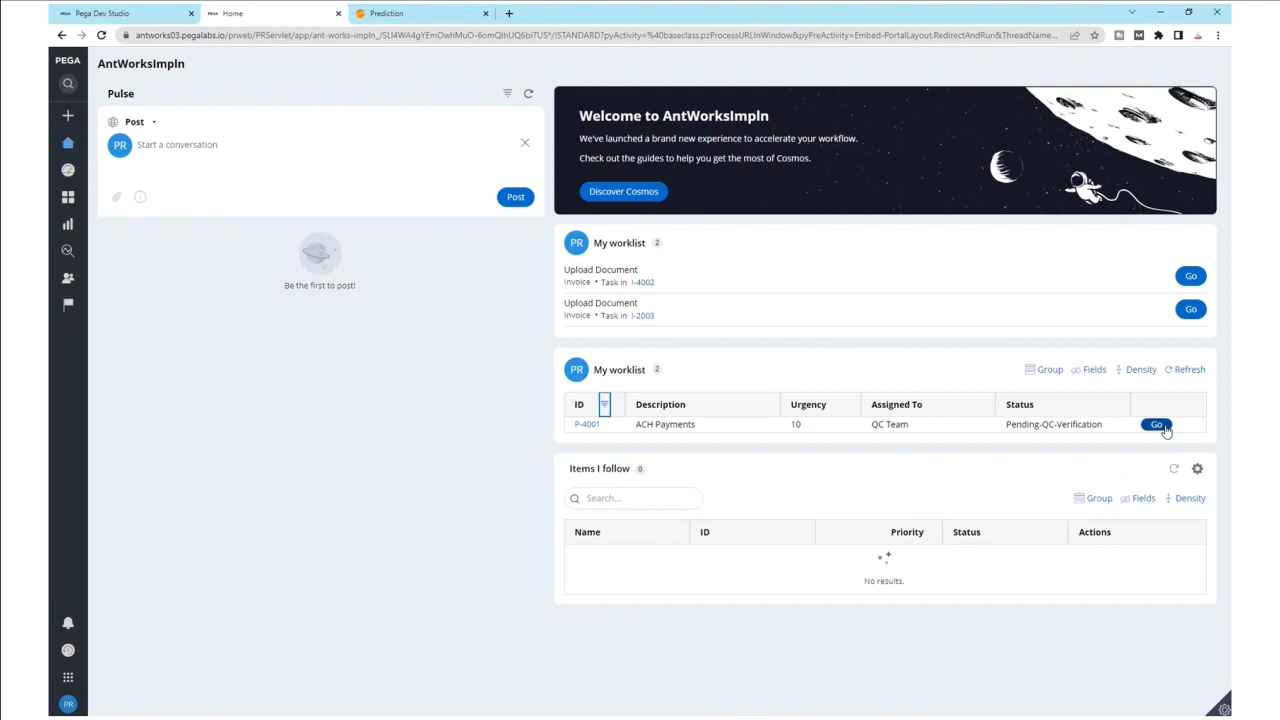 Pega Dev Studio
Home
Prediction
antworks03.pegalabs.io/prweb/PRServlet/app/ant-works-impln_/SLI4WA4gYEmOwhMuO-6omQIhUQ6bi7US*/!STANDARD?pyActivity=%40baseclass.pzProcessURLInWindow&pyPreActivity=Embed-PortalLayout.RedirectAndRun&ThreadName...
PEGA
AntWorksImpln
Pulse
Post
PR Start a conversation
Post
Be the first to post!
Welcome to AntWorksImpln
We've launched a brand new experience to accelerate your workflow.
Check out the guides to help you get the most of Cosmos.
Discover Cosmos
PR My worklist 2
Upload Document
Invoice • Task in I-4002
Go
Upload Document
Invoice • Task in I-2003
Go
PR My worklist 2
Group Fields Density Refresh
ID Description Urgency Assigned To Status
P-4001 ACH Payments 10 QC Team Pending-QC-Verification Go
Items I follow 0
Search...
Group Fields Density
Name ID Priority Status Actions
No results.
PR